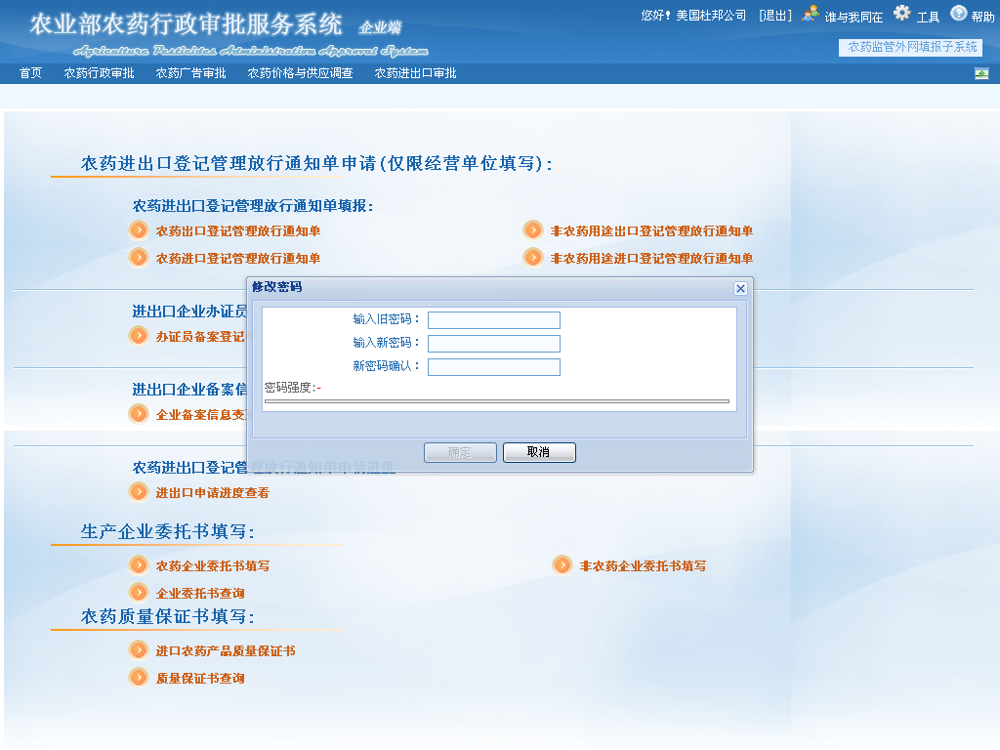 农业部农药行政审批服务系统 企业端
Agriculture Pesticides Administration Approval System
您好! 美国杜邦公司 [退出] 谁与我同在 工具 帮助
农药监管外网填报子系统
首页 农药行政审批 农药广告审批 农药价格与供应调查 农药进出口审批
农药进出口登记管理放行通知单申请(仅限经营单位填写):
农药进出口登记管理放行通知单填报:
农药出口登记管理放行通知单 非农药用途出口登记管理放行通知单
农药进口登记管理放行通知单 非农药用途进口登记管理放行通知单
修改密码
输入旧密码:
输入新密码:
新密码确认:
密码强度:-
确定 取消
进出口企业办证员
办证员备案登记
进出口企业备案信
企业备案信息查
农药进出口登记管理放行通知单申请进度
进出口申请进度查看
生产企业委托书填写:
农药企业委托书填写 非农药企业委托书填写
企业委托书查询
农药质量保证书填写:
进口农药产品质量保证书
质量保证书查询